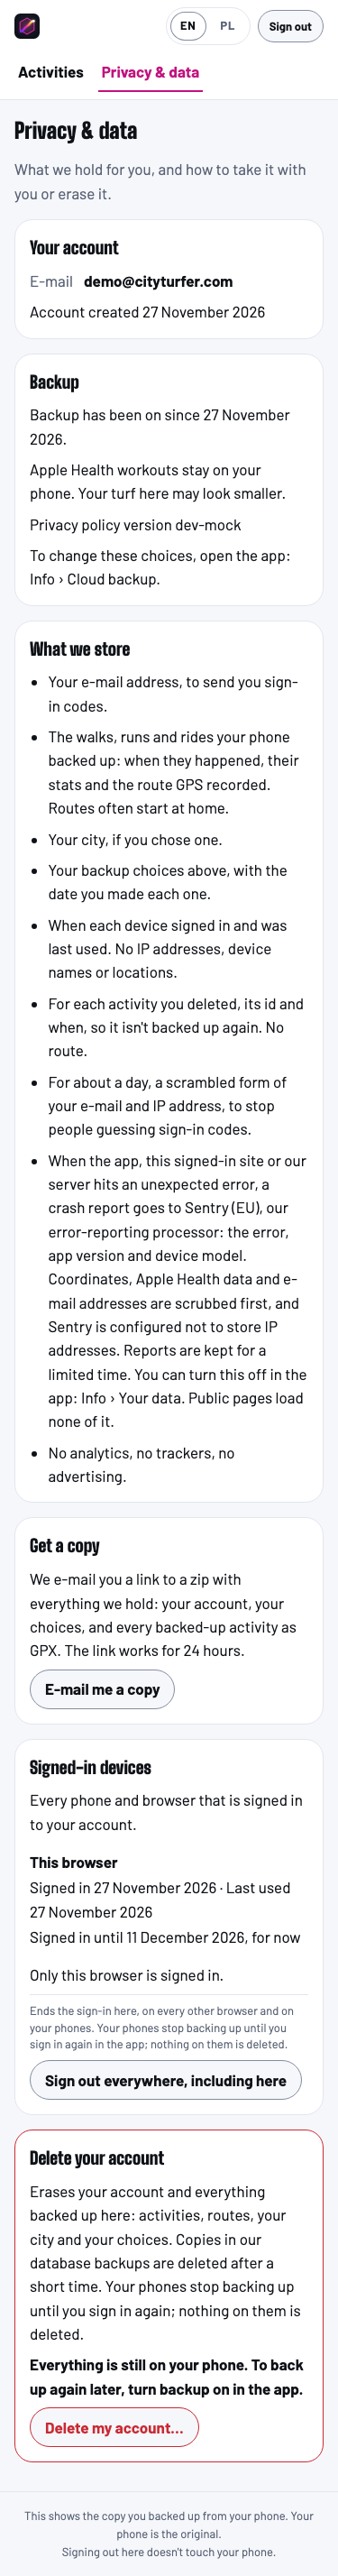 EN PL Sign out
Activities Privacy & data
Privacy & data
What we hold for you, and how to take it with
you or erase it.
Your account
E-mail demo@cityturfer.com
Account created 27 November 2026
Backup
Backup has been on since 27 November
2026.
Apple Health workouts stay on your
phone. Your turf here may look smaller.
Privacy policy version dev-mock
To change these choices, open the app:
Info › Cloud backup.
What we store
• Your e-mail address, to send you sign-
in codes.
• The walks, runs and rides your phone
backed up: when they happened, their
stats and the route GPS recorded.
Routes often start at home.
• Your city, if you chose one.
• Your backup choices above, with the
date you made each one.
• When each device signed in and was
last used. No IP addresses, device
names or locations.
• For each activity you deleted, its id and
when, so it isn't backed up again. No
route.
• For about a day, a scrambled form of
your e-mail and IP address, to stop
people guessing sign-in codes.
• When the app, this signed-in site or our
server hits an unexpected error, a
crash report goes to Sentry (EU), our
error-reporting processor: the error,
app version and device model.
Coordinates, Apple Health data and e-
mail addresses are scrubbed first, and
Sentry is configured not to store IP
addresses. Reports are kept for a
limited time. You can turn this off in the
app: Info › Your data. Public pages load
none of it.
• No analytics, no trackers, no
advertising.
Get a copy
We e-mail you a link to a zip with
everything we hold: your account, your
choices, and every backed-up activity as
GPX. The link works for 24 hours.
E-mail me a copy
Signed-in devices
Every phone and browser that is signed in
to your account.
This browser
Signed in 27 November 2026 · Last used
27 November 2026
Signed in until 11 December 2026, for now
Only this browser is signed in.
Ends the sign-in here, on every other browser and on
your phones. Your phones stop backing up until you
sign in again in the app; nothing on them is deleted.
Sign out everywhere, including here
Delete your account
Erases your account and everything
backed up here: activities, routes, your
city and your choices. Copies in our
database backups are deleted after a
short time. Your phones stop backing up
until you sign in again; nothing on them is
deleted.
Everything is still on your phone. To back
up again later, turn backup on in the app.
Delete my account…
This shows the copy you backed up from your phone. Your
phone is the original.
Signing out here doesn't touch your phone.